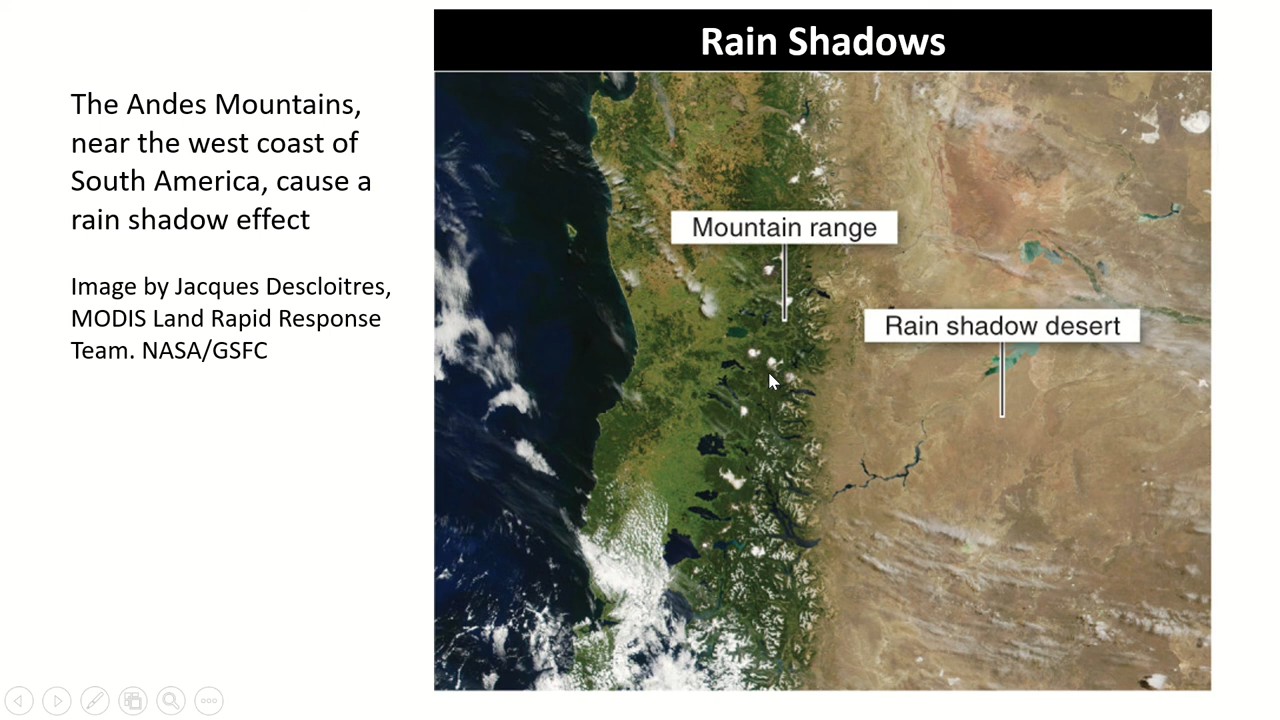 Rain Shadows
The Andes Mountains,
near the west coast of
South America, cause a
rain shadow effect
Image by Jacques Descloitres,
MODIS Land Rapid Response
Team. NASA/GSFC
Mountain range
Rain shadow desert